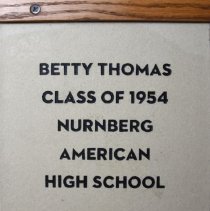 BETTY THOMAS
CLASS OF 1954
NURNBERG
AMERICAN
HIGH SCHOOL